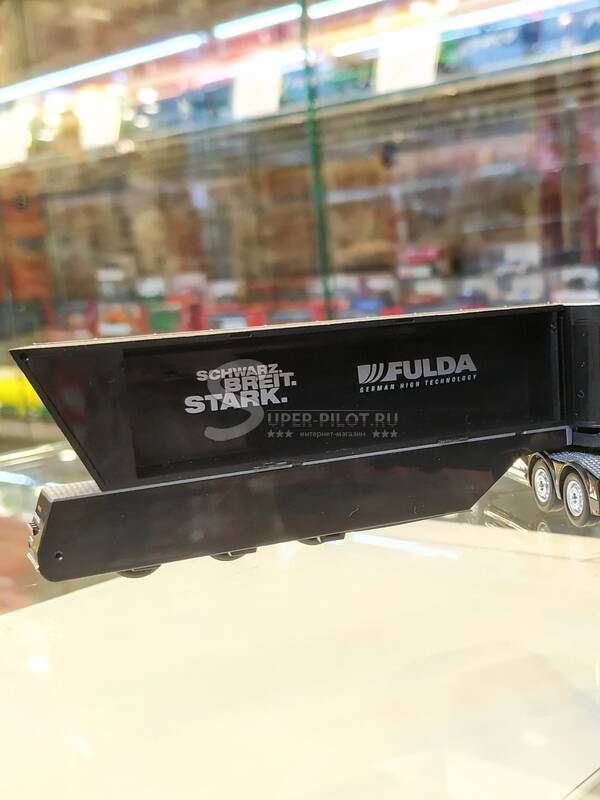 SCHWARZ.
BREIT.
STARK.
FULDA
GERMAN HIGH TECHNOLOGY
SUPER-PILOT.RU
★★★ интернет-магазин ★★★